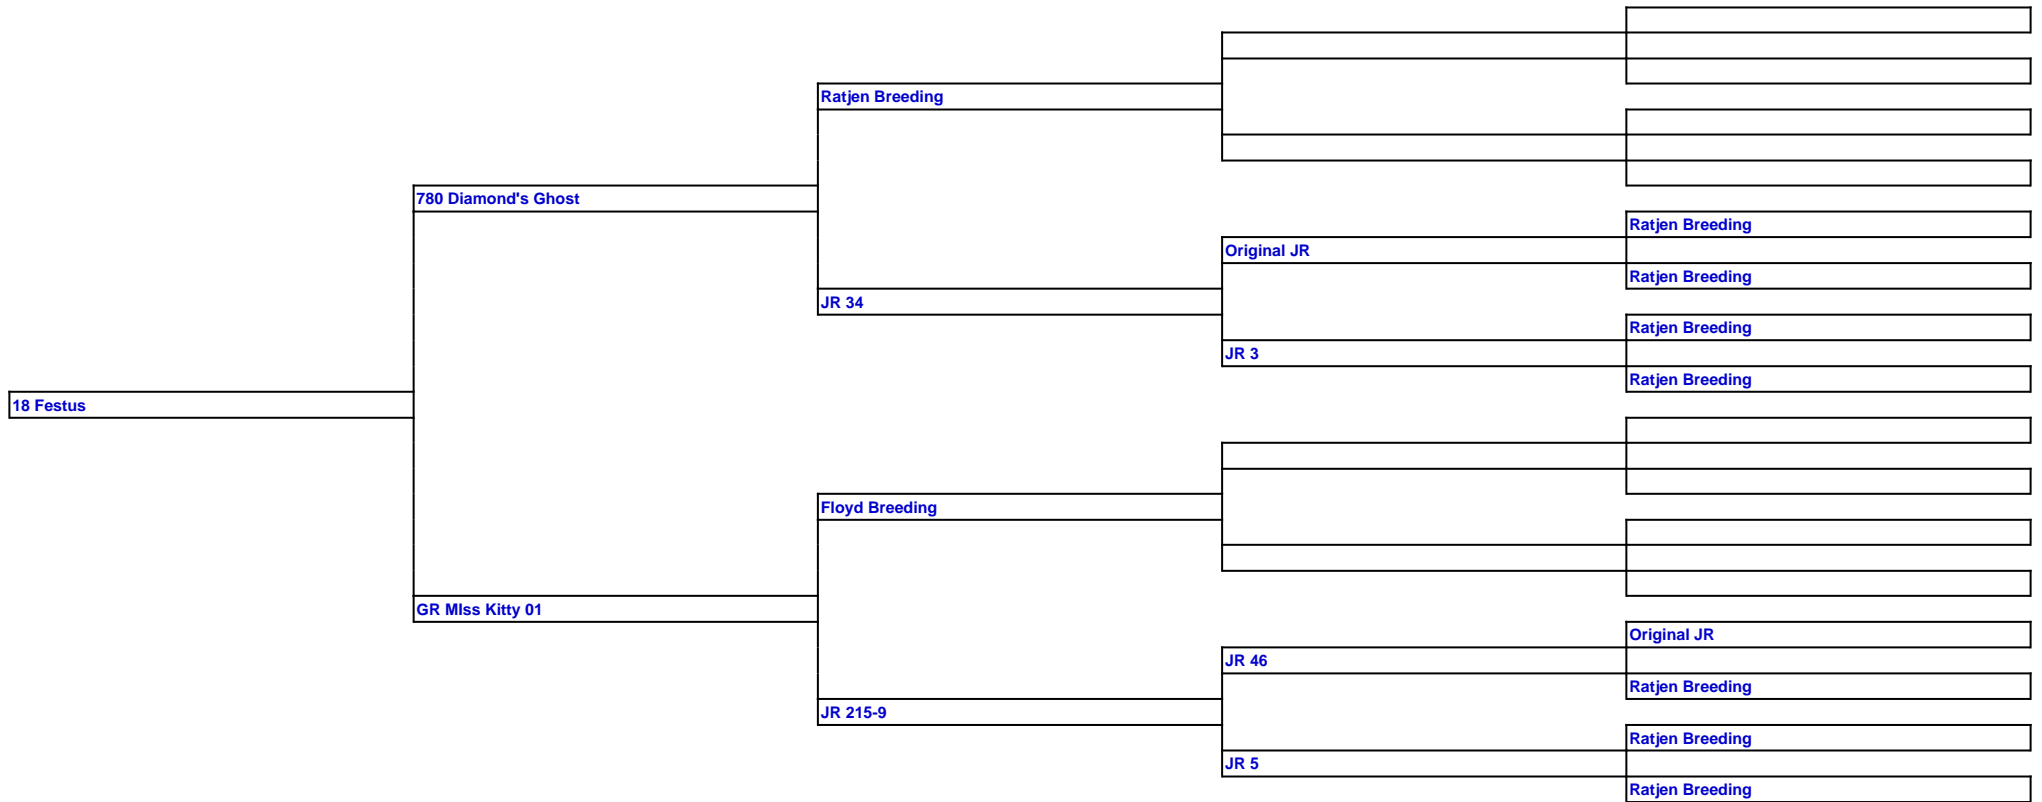 Ratjen Breeding
780 Diamond's Ghost
Ratjen Breeding
Original JR
Ratjen Breeding
JR 34
Ratjen Breeding
JR 3
Ratjen Breeding
18 Festus
Floyd Breeding
GR MIss Kitty 01
Original JR
JR 46
Ratjen Breeding
JR 215-9
Ratjen Breeding
JR 5
Ratjen Breeding